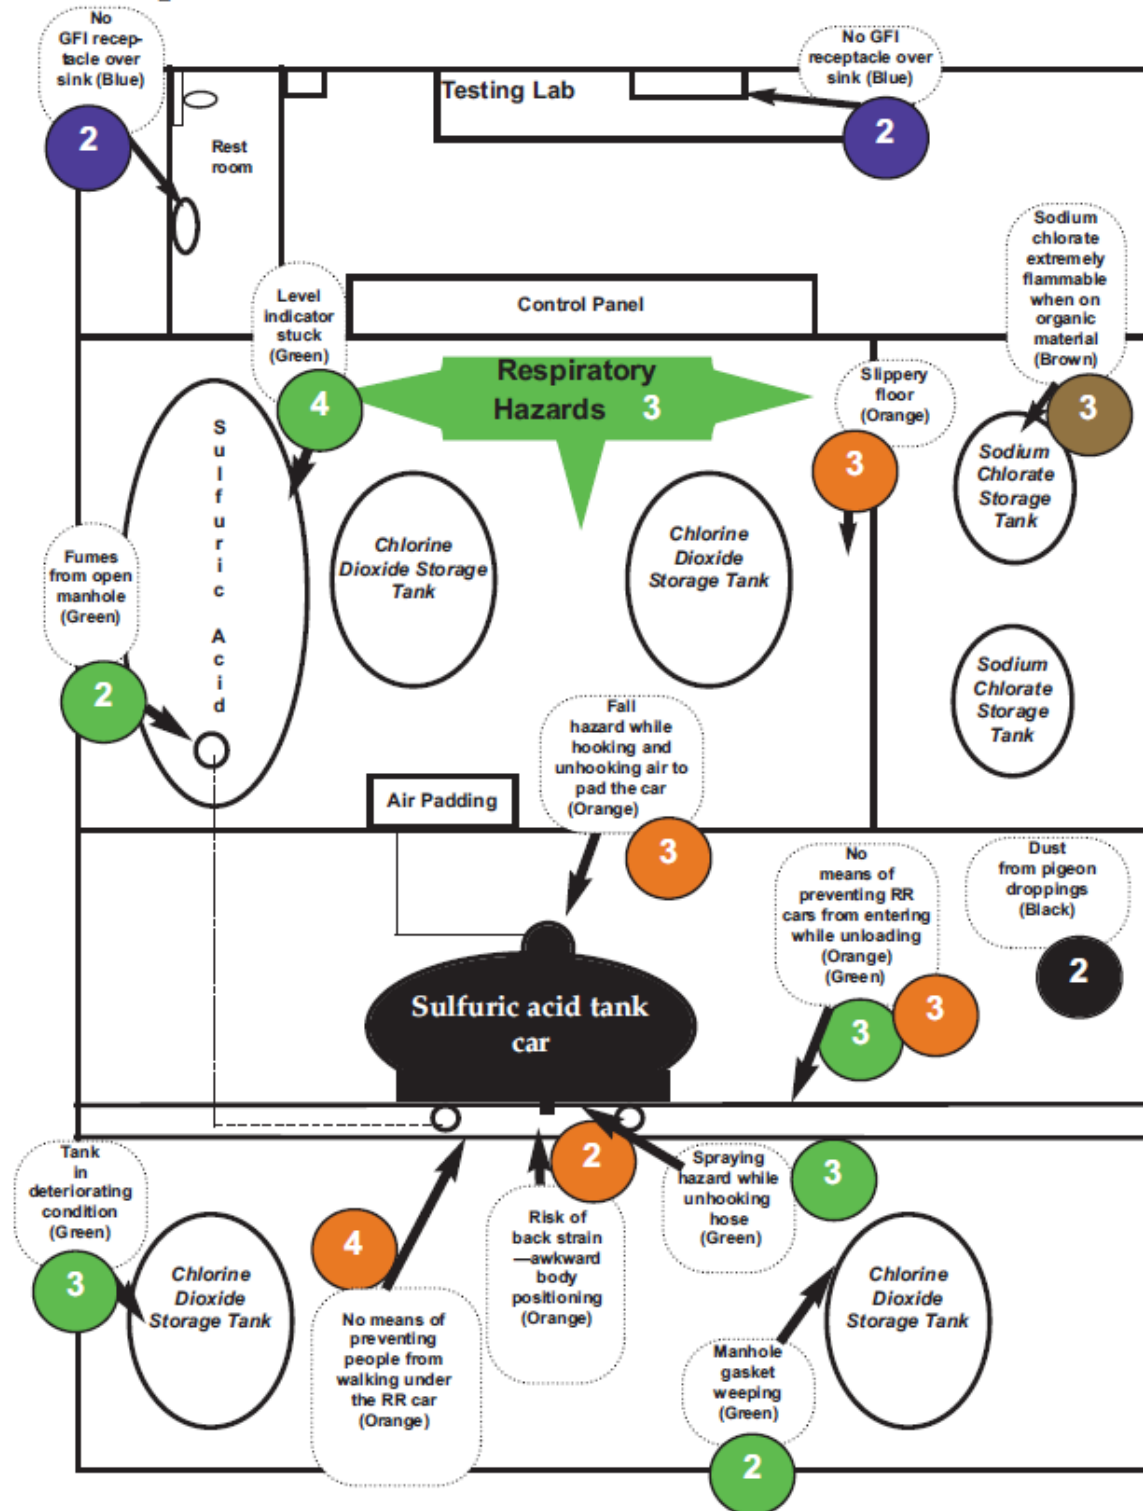 No
GFI recep-
tacle over
sink (Blue)
2
No GFI
receptacle over
sink (Blue)
2
Testing Lab
Rest
room
Sodium
chlorate
extremely
flammable
when on
organic
material
(Brown)
3
Level
indicator
stuck
(Green)
4
Control Panel
Respiratory
Hazards 3
Slippery
floor
(Orange)
3
Sulfuric Acid
Chlorine
Dioxide Storage
Tank
Chlorine
Dioxide
Storage Tank
Sodium
Chlorate
Storage
Tank
Fumes
from open
manhole
(Green)
2
Sodium
Chlorate
Storage
Tank
Fall
hazard while
hooking and
unhooking air to
pad the car
(Orange)
3
Air Padding
No
means of
preventing RR
cars from entering
while unloading
(Orange)
(Green)
3
3
Dust
from pigeon
droppings
(Black)
2
Sulfuric acid tank
car
Tank
in
deteriorating
condition
(Green)
3
Chlorine
Dioxide
Storage Tank
4
No means of
preventing
people from
walking under
the RR car
(Orange)
2
Risk of
back strain
—awkward
body
positioning
(Orange)
Spraying
hazard while
unhooking
hose
(Green)
3
Chlorine
Dioxide
Storage Tank
Manhole
gasket
weeping
(Green)
2